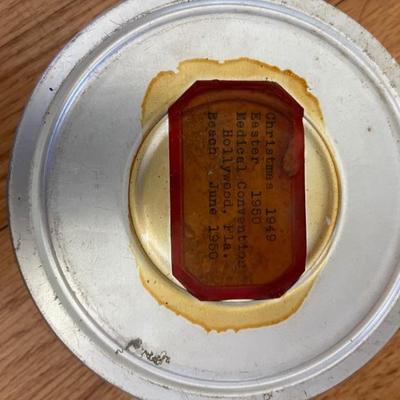 Christmas 1949
Easter 1950
Medical Convention
Hollywood, Fla.
Beach June 1950